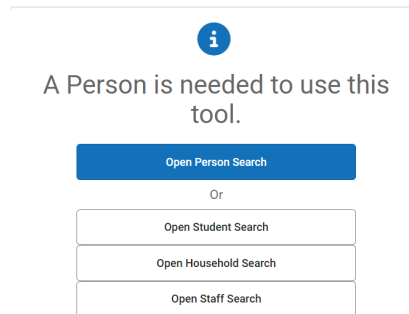 A Person is needed to use this
tool.
Open Person Search
Or
Open Student Search
Open Household Search
Open Staff Search